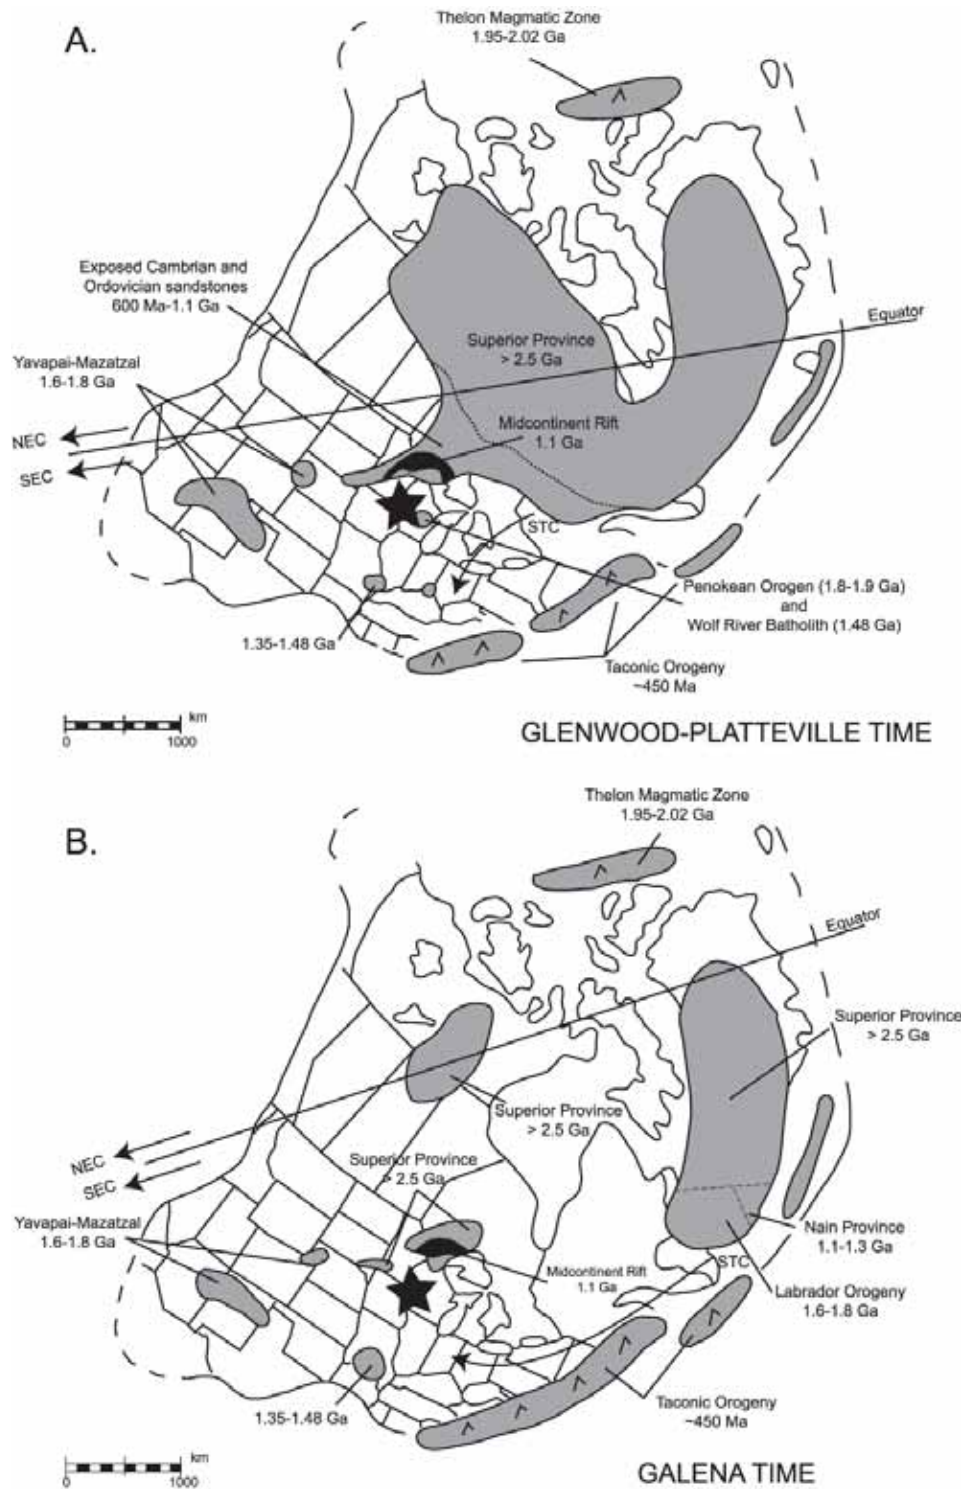 A.
Thelon Magmatic Zone
1.95-2.02 Ga
Exposed Cambrian and
Ordovician sandstones
600 Ma-1.1 Ga
Equator
Superior Province
> 2.5 Ga
Yavapai-Mazatzal
1.6-1.8 Ga
Midcontinent Rift
1.1 Ga
NEC
SEC
STC
Penokean Orogen (1.8-1.9 Ga)
and
Wolf River Batholith (1.48 Ga)
1.35-1.48 Ga
Taconic Orogeny
~450 Ma
km
0 1000
GLENWOOD-PLATTEVILLE TIME
B.
Thelon Magmatic Zone
1.95-2.02 Ga
Equator
Superior Province
> 2.5 Ga
Superior Province
> 2.5 Ga
Superior Province
> 2.5 Ga
NEC
SEC
Yavapai-Mazatzal
1.6-1.8 Ga
Nain Province
1.1-1.3 Ga
STC
Midcontinent Rift
1.1 Ga
Labrador Orogeny
1.6-1.8 Ga
1.35-1.48 Ga
Taconic Orogeny
~450 Ma
km
0 1000
GALENA TIME